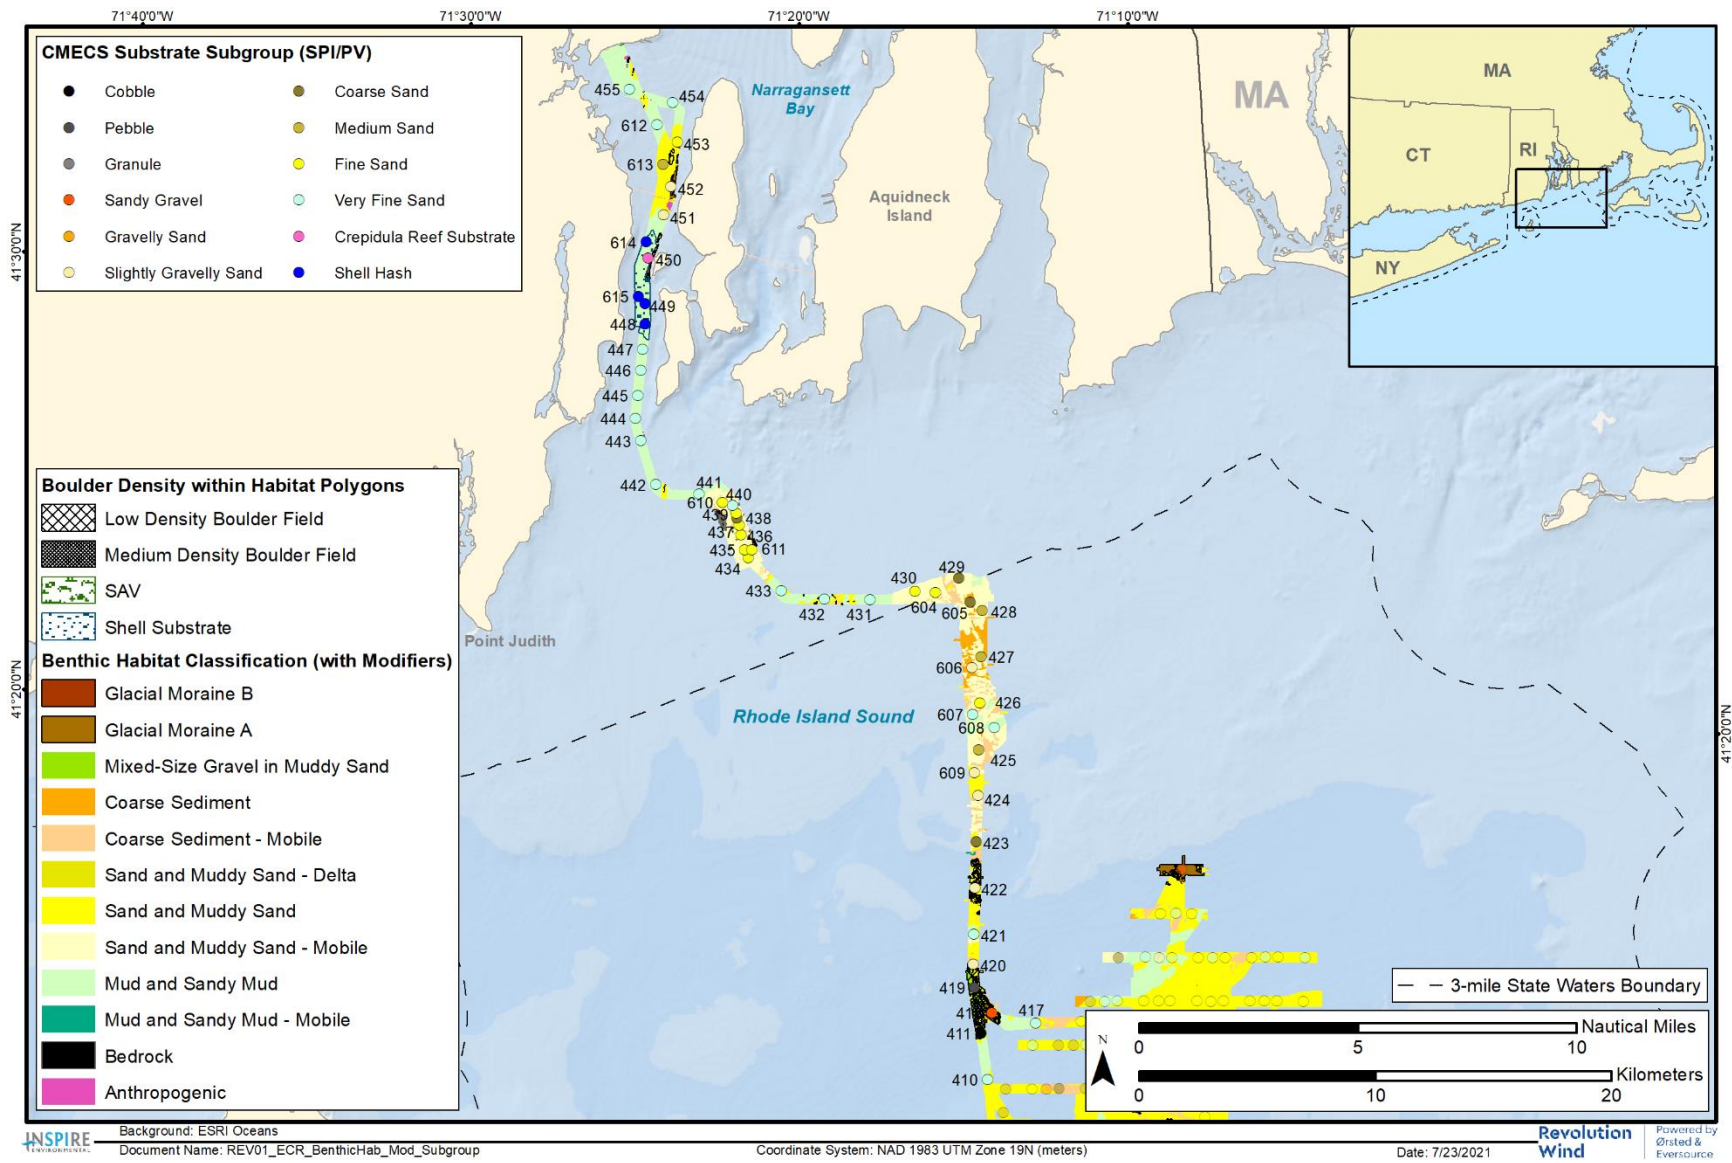 71°40'0"W
71°30'0"W
71°20'0"W
71°10'0"W
CMECS Substrate Subgroup (SPI/PV)
Cobble
Coarse Sand
Pebble
Medium Sand
Granule
Fine Sand
Sandy Gravel
Very Fine Sand
Gravelly Sand
Crepidula Reef Substrate
Slightly Gravelly Sand
Shell Hash
Narragansett
Bay
MA
Aquidneck
Island
MA
CT
RI
NY
41°30'0"N
455
454
612
453
613
452
451
614
450
615
449
448
447
446
445
444
443
442
441
440
610
439
438
437
436
435
611
434
433
432
431
430
429
604
605
428
427
606
426
607
608
425
609
424
423
422
421
420
419
41
417
411
410
Point Judith
Rhode Island Sound
Boulder Density within Habitat Polygons
Low Density Boulder Field
Medium Density Boulder Field
SAV
Shell Substrate
Benthic Habitat Classification (with Modifiers)
Glacial Moraine B
Glacial Moraine A
Mixed-Size Gravel in Muddy Sand
Coarse Sediment
Coarse Sediment - Mobile
Sand and Muddy Sand - Delta
Sand and Muddy Sand
Sand and Muddy Sand - Mobile
Mud and Sandy Mud
Mud and Sandy Mud - Mobile
Bedrock
Anthropogenic
41°20'0"N
41°20'0"N
3-mile State Waters Boundary
N
Nautical Miles
0 5 10
Kilometers
0 10 20
INSPIRE
ENVIRONMENTAL
Background: ESRI Oceans
Document Name: REV01_ECR_BenthicHab_Mod_Subgroup
Coordinate System: NAD 1983 UTM Zone 19N (meters)
Date: 7/23/2021
Revolution
Wind
Powered by
Ørsted &
Eversource